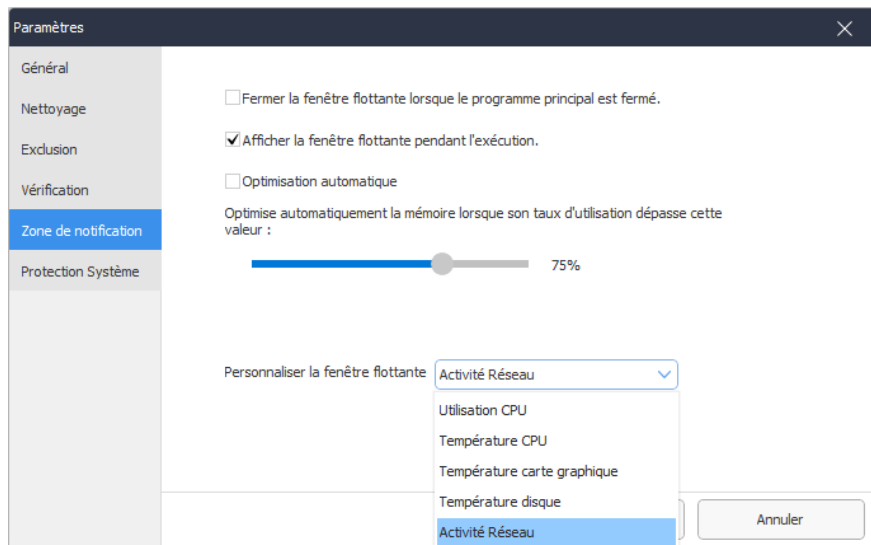 Paramètres
Général
Nettoyage
Exclusion
Vérification
Zone de notification
Protection Système
Fermer la fenêtre flottante lorsque le programme principal est fermé.
Afficher la fenêtre flottante pendant l'exécution.
Optimisation automatique
Optimise automatiquement la mémoire lorsque son taux d'utilisation dépasse cette
valeur :
75%
Personnaliser la fenêtre flottante
Activité Réseau
Utilisation CPU
Température CPU
Température carte graphique
Température disque
Activité Réseau
Annuler